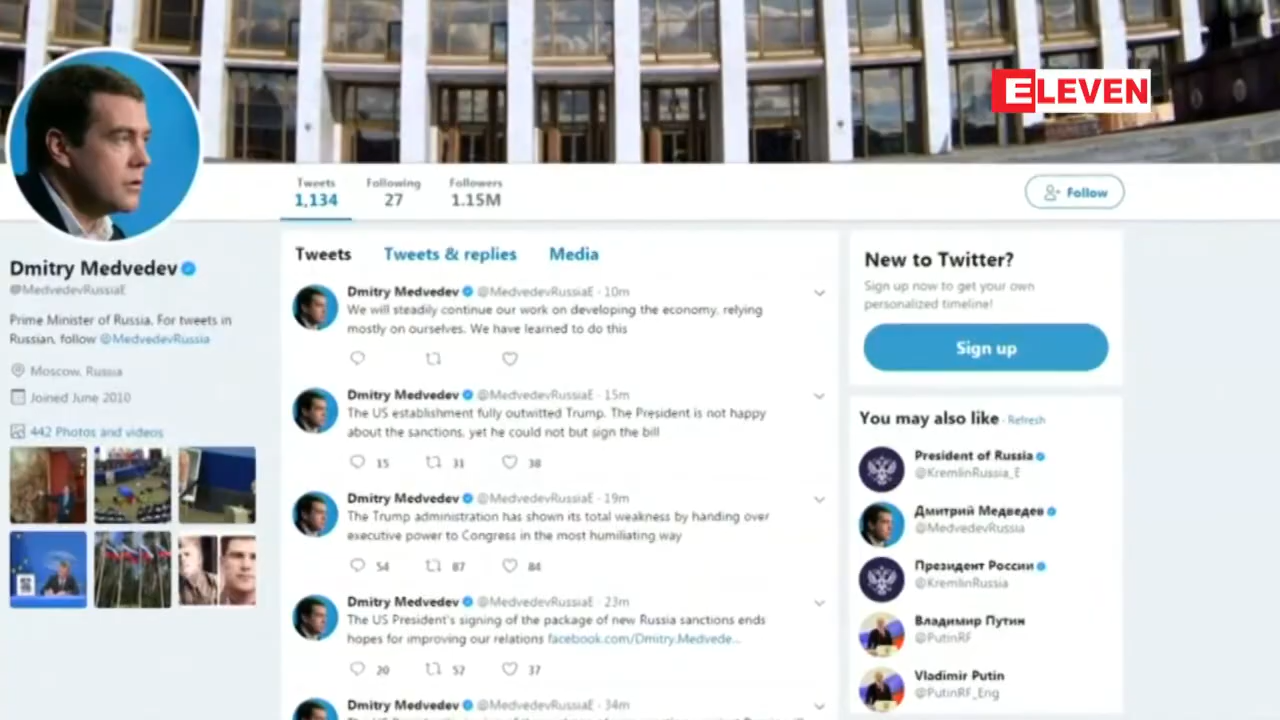 ELEVEN
Tweets Following Followers
1,134 27 1.15M
Follow
Dmitry Medvedev
@MedvedevRussiaE
Prime Minister of Russia. For tweets in
Russian, follow @MedvedevRussia
Moscow, Russia
Joined June 2010
442 Photos and videos
Tweets Tweets & replies Media
Dmitry Medvedev @MedvedevRussiaE · 10m
We will steadily continue our work on developing the economy, relying
mostly on ourselves. We have learned to do this
Dmitry Medvedev @MedvedevRussiaE · 15m
The US establishment fully outwitted Trump. The President is not happy
about the sanctions, yet he could not but sign the bill
15 31 38
Dmitry Medvedev @MedvedevRussiaE · 19m
The Trump administration has shown its total weakness by handing over
executive power to Congress in the most humiliating way
54 87 84
Dmitry Medvedev @MedvedevRussiaE · 23m
The US President's signing of the package of new Russia sanctions ends
hopes for improving our relations facebook.com/Dmitry.Medvede...
20 52 37
Dmitry Medvedev @MedvedevRussiaE · 34m
New to Twitter?
Sign up now to get your own
personalized timeline!
Sign up
You may also like · Refresh
President of Russia
@KremlinRussia_E
Дмитрий Медведев
@MedvedevRussia
Президент России
@KremlinRussia
Владимир Путин
@PutinRF
Vladimir Putin
@PutinRF_Eng